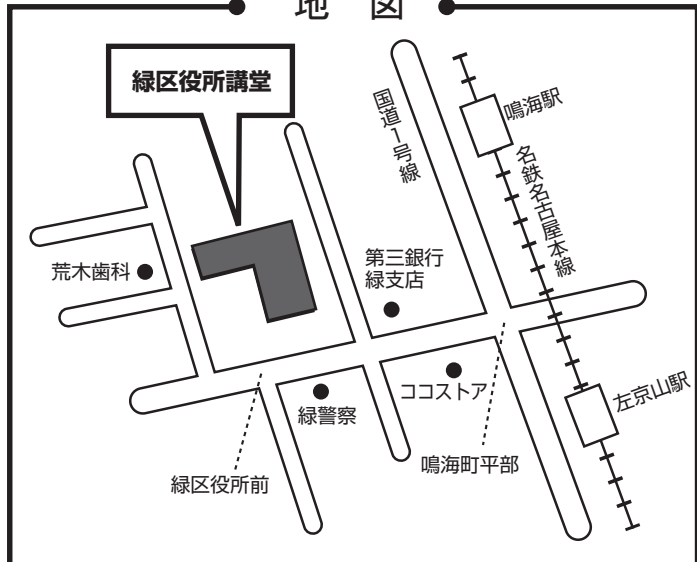 地図
緑区役所講堂
国道1号線
鳴海駅
名鉄名古屋本線
荒木歯科
第三銀行
緑支店
ココストア
左京山駅
緑警察
鳴海町平部
緑区役所前